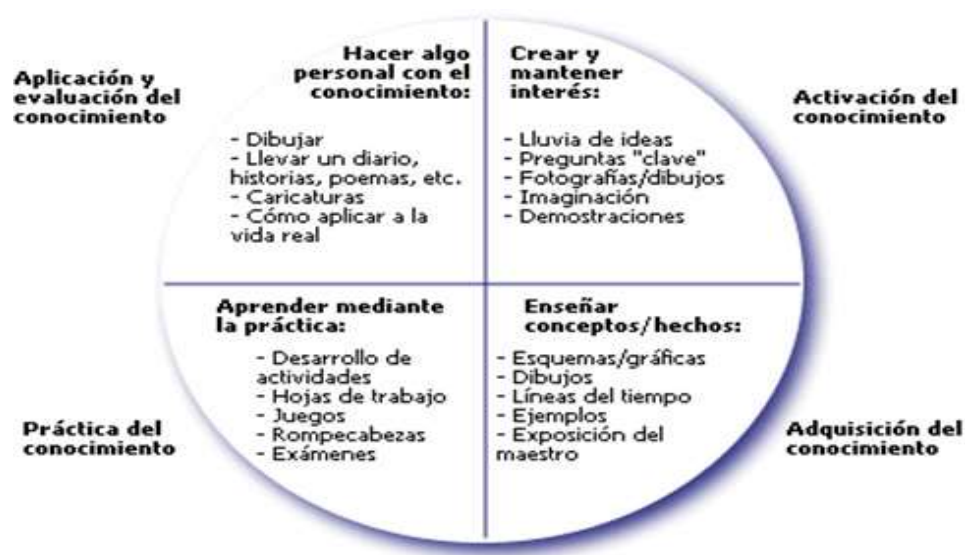 Aplicación y
evaluación del
conocimiento
Hacer algo
personal con el
conocimiento:
- Dibujar
- Llevar un diario,
historias, poemas, etc.
- Caricaturas
- Cómo aplicar a la
vida real
Crear y
mantener
interés:
- Lluvia de ideas
- Preguntas "clave"
- Fotografías/dibujos
- Imaginación
- Demostraciones
Activación del
conocimiento
Práctica del
conocimiento
Aprender mediante
la práctica:
- Desarrollo de
actividades
- Hojas de trabajo
- Juegos
- Rompecabezas
- Exámenes
Enseñar
conceptos/hechos:
- Esquemas/gráficas
- Dibujos
- Líneas del tiempo
- Ejemplos
- Exposición del
maestro
Adquisición del
conocimiento